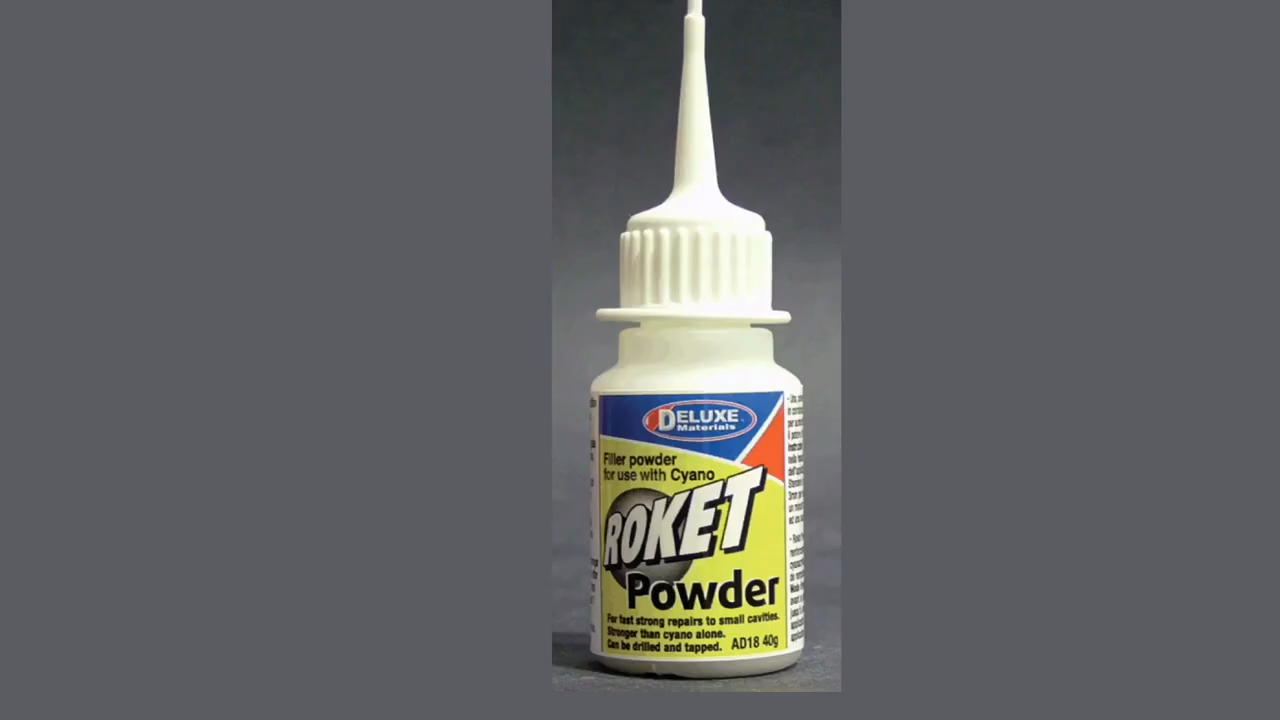 DELUXE
Materials
Filler powder
for use with Cyano
ROKET
Powder
For fast strong repairs to small cavities.
Stronger than cyano alone.
Can be drilled and tapped. AD18 40g